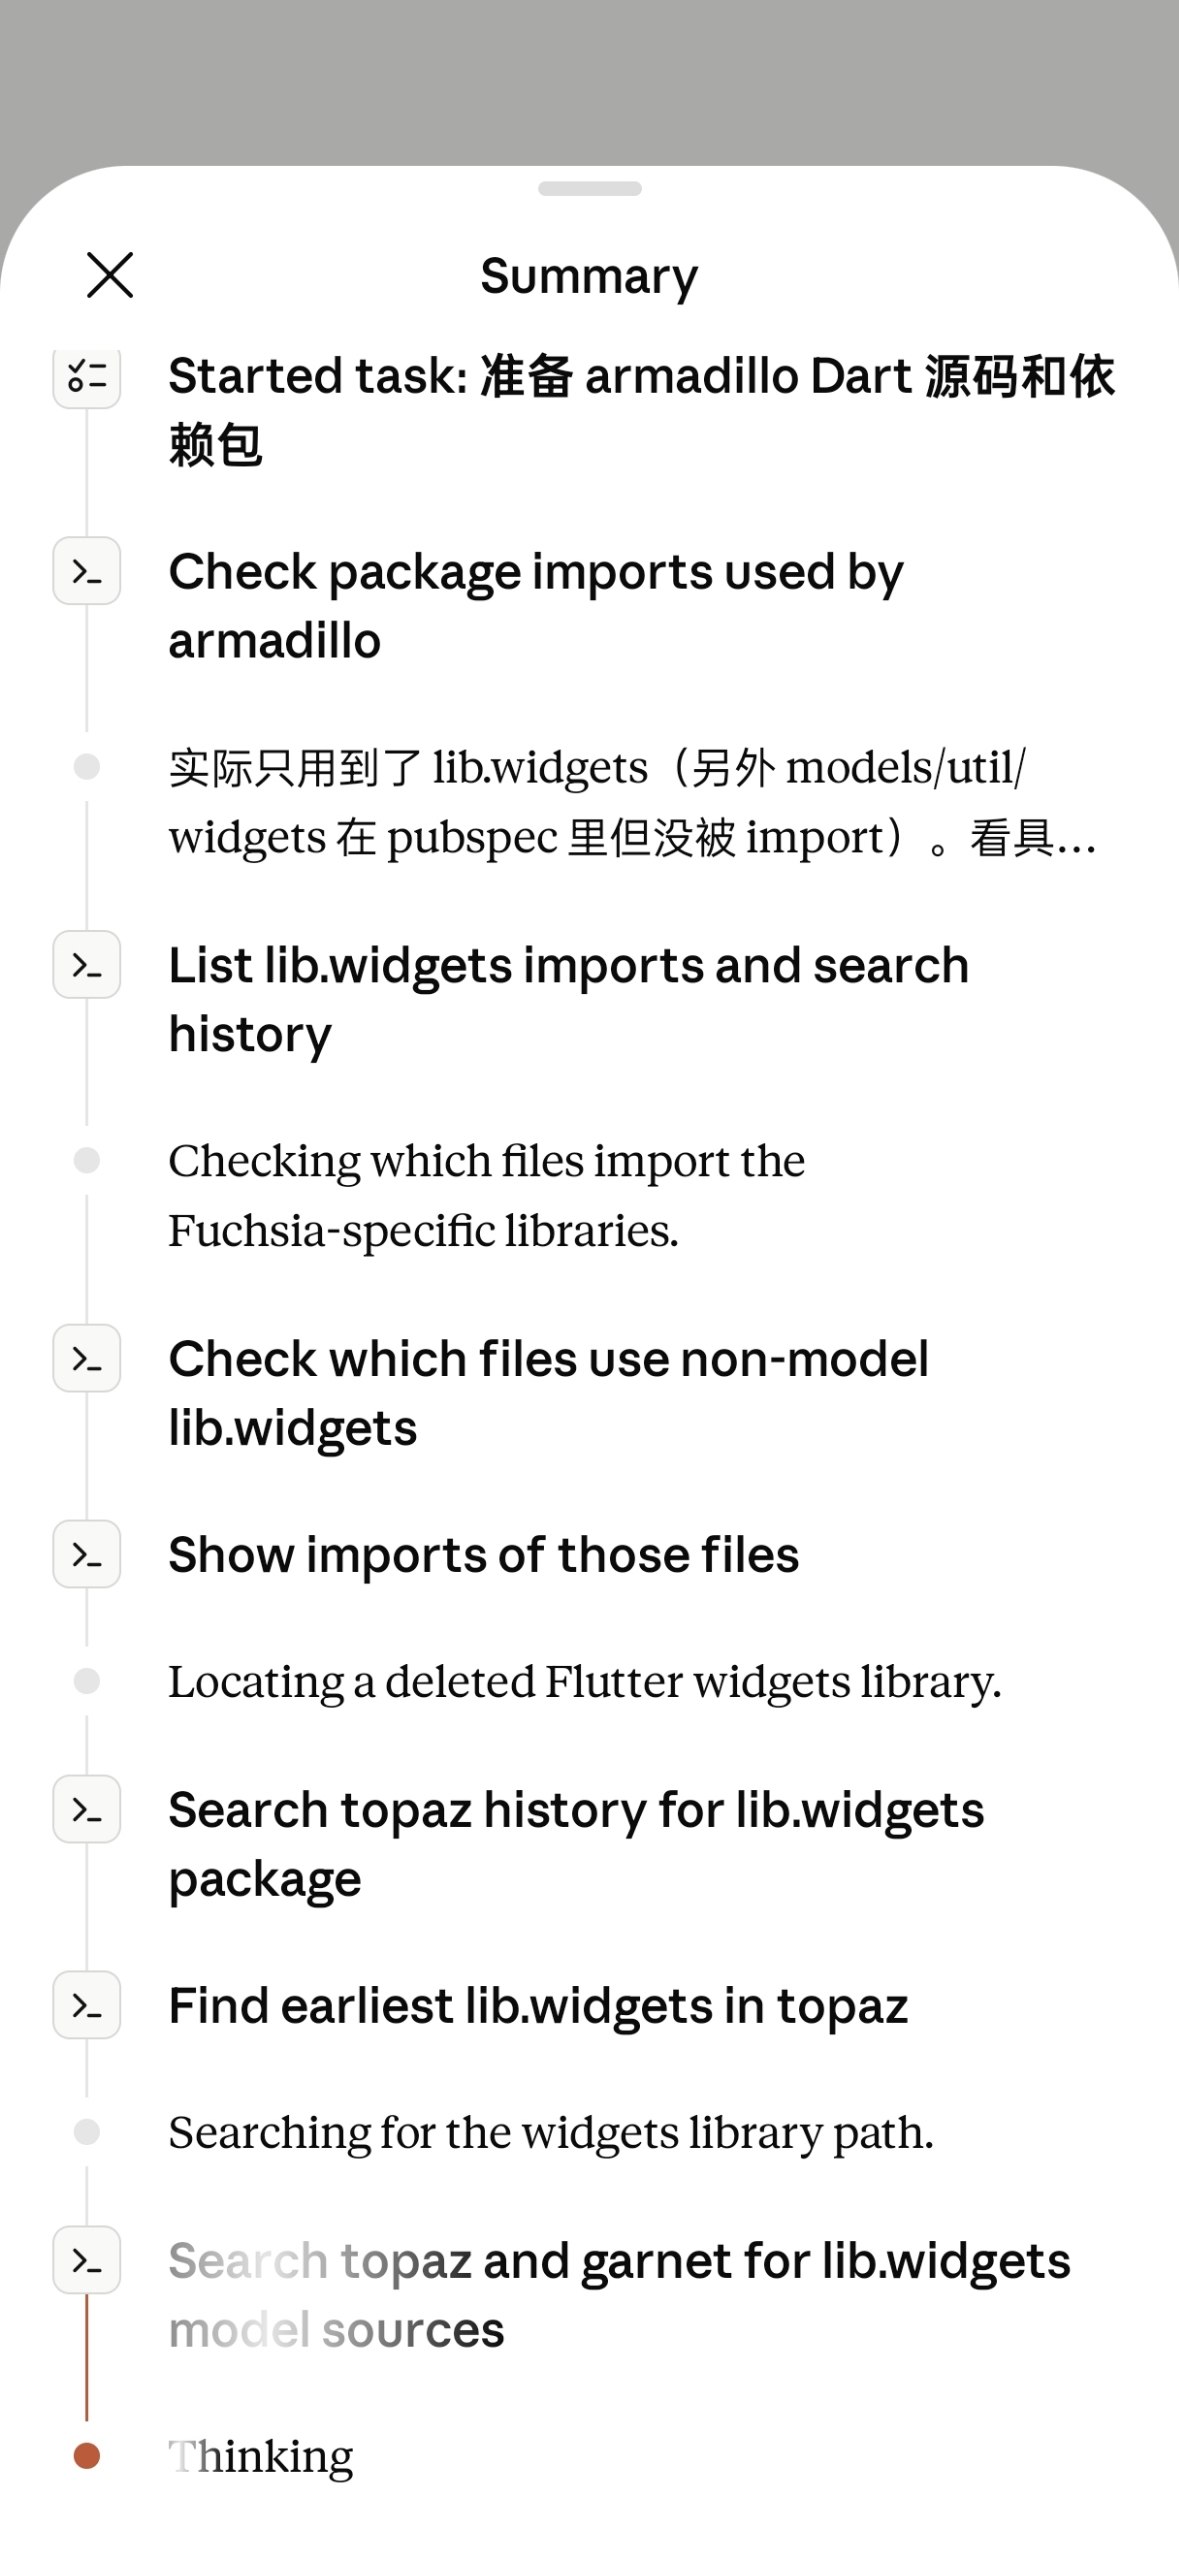 Summary
Started task: 准备 armadillo Dart 源码和依
赖包
Check package imports used by
armadillo
实际只用到了 lib.widgets（另外 models/util/
widgets 在 pubspec 里但没被 import）。看具...
List lib.widgets imports and search
history
Checking which files import the
Fuchsia-specific libraries.
Check which files use non-model
lib.widgets
Show imports of those files
Locating a deleted Flutter widgets library.
Search topaz history for lib.widgets
package
Find earliest lib.widgets in topaz
Searching for the widgets library path.
Search topaz and garnet for lib.widgets
model sources
Thinking